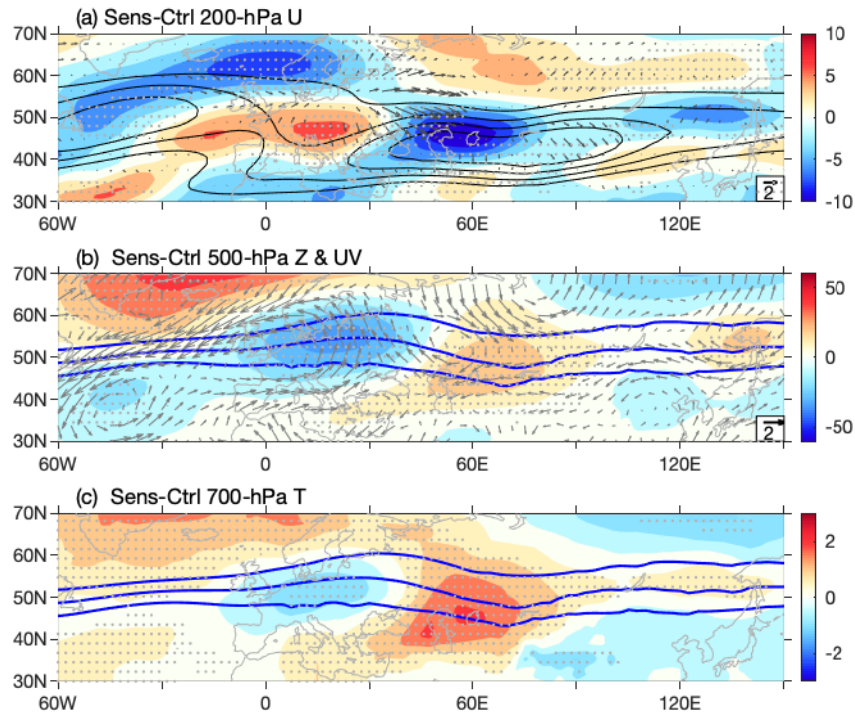 (a) Sens-Ctrl 200-hPa U
70N
60N
50N
40N
30N
60W
0
60E
120E
10
5
0
-5
-10
2
(b) Sens-Ctrl 500-hPa Z & UV
70N
60N
50N
40N
30N
60W
0
60E
120E
50
0
-50
2
(c) Sens-Ctrl 700-hPa T
70N
60N
50N
40N
30N
60W
0
60E
120E
2
0
-2